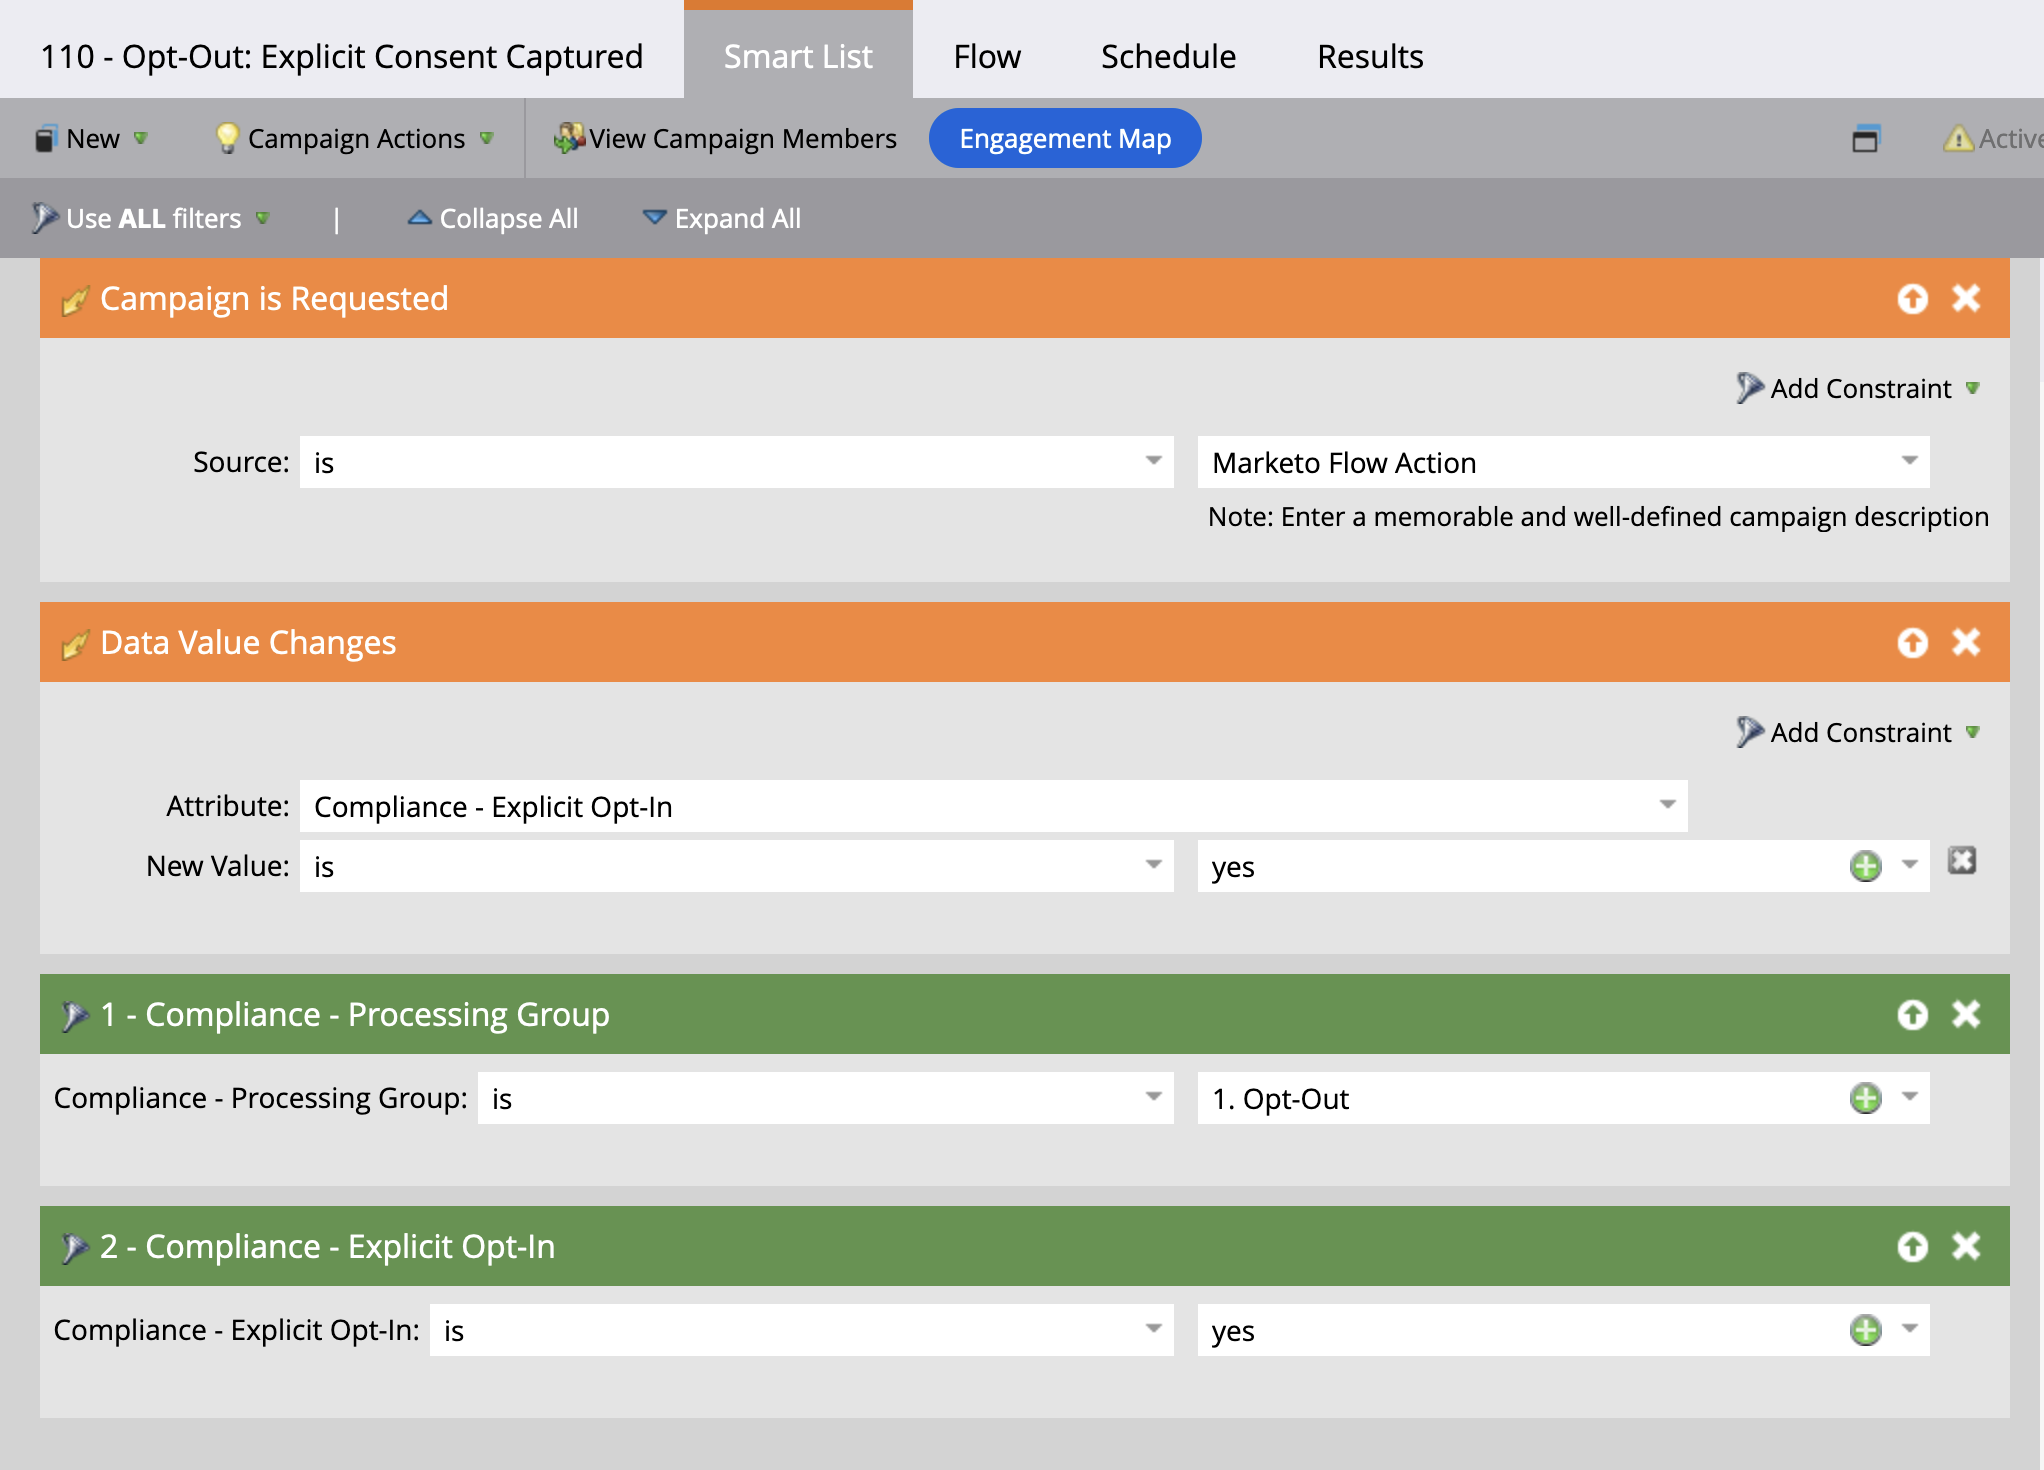 110 - Opt-Out: Explicit Consent Captured Smart List Flow Schedule Results
New Campaign Actions View Campaign Members Engagement Map Active
Use ALL filters | Collapse All Expand All
Campaign is Requested
Add Constraint
Source: is Marketo Flow Action
Note: Enter a memorable and well-defined campaign description
Data Value Changes
Add Constraint
Attribute: Compliance - Explicit Opt-In
New Value: is yes
1 - Compliance - Processing Group
Compliance - Processing Group: is 1. Opt-Out
2 - Compliance - Explicit Opt-In
Compliance - Explicit Opt-In: is yes